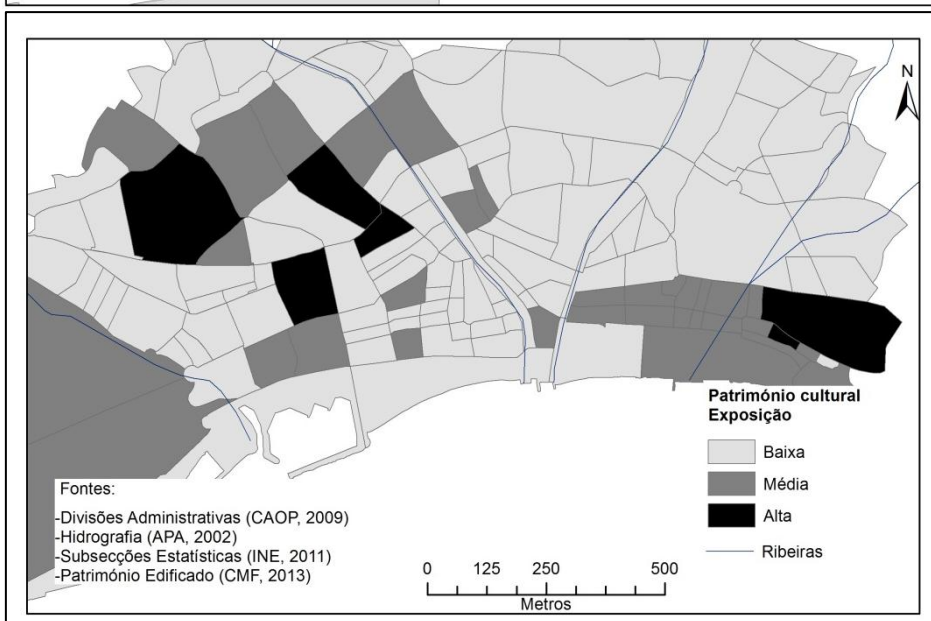 N
Património cultural
Exposição
Baixa
Média
Alta
Ribeiras
Fontes:
-Divisões Administrativas (CAOP, 2009)
-Hidrografia (APA, 2002)
-Subsecções Estatísticas (INE, 2011)
-Património Edificado (CMF, 2013)
0 125 250 500
Metros